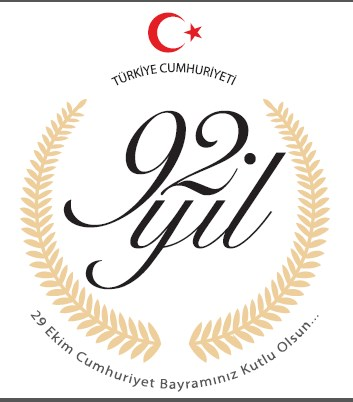 TÜRKİYE CUMHURİYETİ
92
yıl
29 Ekim Cumhuriyet Bayramınız Kutlu Olsun...